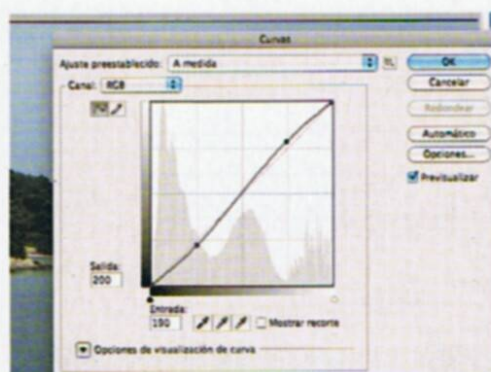 Curvas
Ajuste preestablecido: A medida
OK
Canal: RGB
Cancelar
Redondear
Automático
Opciones...
Previsualizar
Salida:
200
Entrada:
190
Mostrar recorte
Opciones de visualización de curva